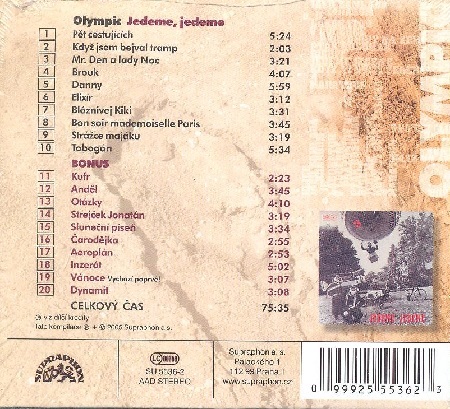 Olympic Jedeme, jedeme
1 Pět cestujících 5:24
2 Když jsem bejval tramp 2:03
3 Mr. Den a lady Noc 3:21
4 Brouk 4:07
5 Danny 5:59
6 Elixír 3:12
7 Bláznivej Kiki 3:31
8 Bon soir mademoiselle Paris 3:45
9 Strážce majáku 3:19
10 Tobogan 5:34
BONUS
11 Kufr 2:23
12 Anděl 3:45
13 Otázky 4:10
14 Strejček Jonatán 3:19
15 Sluneční píseň 3:34
16 Čarodějka 2:55
17 Aeroplán 2:53
18 Inzerát 5:02
19 Vánoce Vychází poprvé! 3:07
20 Dynamit 3:08
CELKOVÝ ČAS 75:35
Supraphon a.s.
Palackého 1
112 99 Praha 1
www.supraphon.cz
AAD STEREO
SUPRAPHON
0 99925 55362 3
OLYMPIC